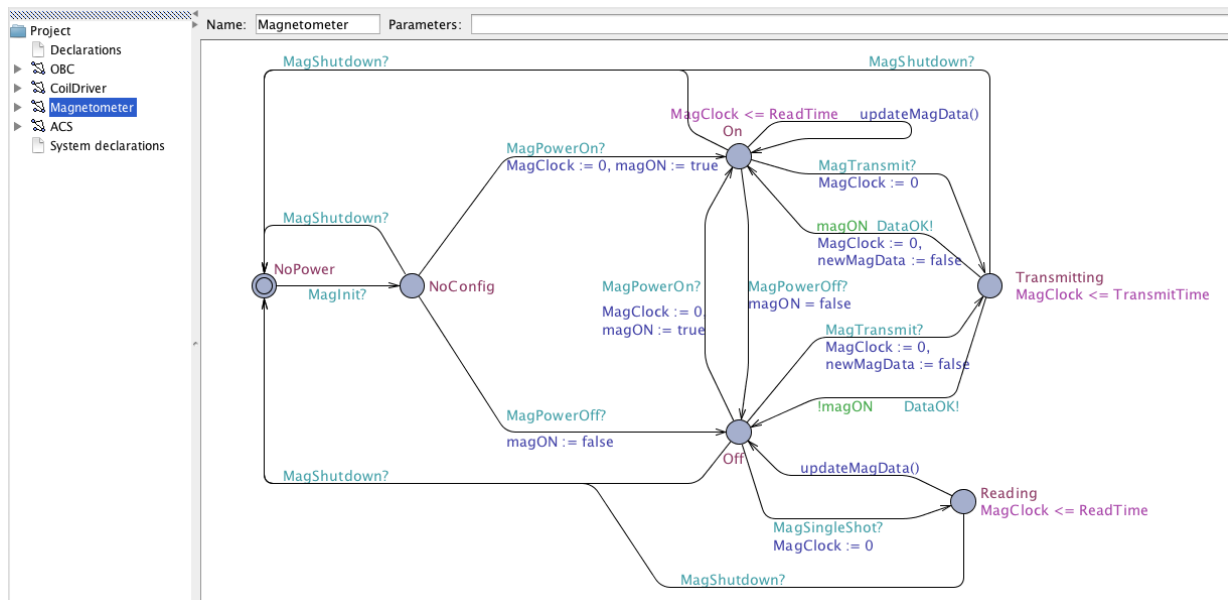 Name: Magnetometer Parameters:
Project
Declarations
OBC
CoilDriver
Magnetometer
ACS
System declarations
MagShutdown?
MagShutdown?
MagClock <= ReadTime
updateMagData()
On
MagPowerOn?
MagClock := 0, magON := true
MagTransmit?
MagClock := 0
MagShutdown?
magON DataOK!
MagClock := 0,
newMagData := false
NoPower
MagInit?
NoConfig
MagPowerOn?
MagClock := 0,
magON := true
MagPowerOff?
magON = false
Transmitting
MagClock <= TransmitTime
MagTransmit?
MagClock := 0,
newMagData := false
MagPowerOff?
magON := false
!magON DataOK!
Off
MagShutdown?
updateMagData()
Reading
MagClock <= ReadTime
MagSingleShot?
MagClock := 0
MagShutdown?